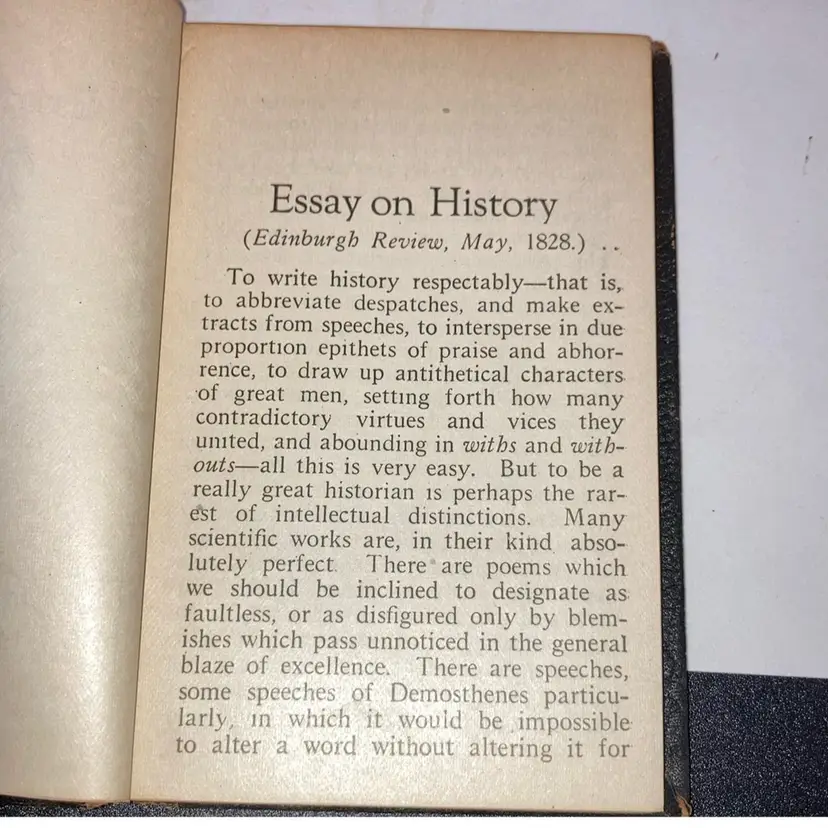 Essay on History
(Edinburgh Review, May, 1828.) ..
To write history respectably—that is,
to abbreviate despatches, and make ex-
tracts from speeches, to intersperse in due
proportion epithets of praise and abhor-
rence, to draw up antithetical characters
of great men, setting forth how many
contradictory virtues and vices they
united, and abounding in withs and with-
outs—all this is very easy. But to be a
really great historian is perhaps the rar-
est of intellectual distinctions. Many
scientific works are, in their kind abso-
lutely perfect. There are poems which
we should be inclined to designate as
faultless, or as disfigured only by blem-
ishes which pass unnoticed in the general
blaze of excellence. There are speeches,
some speeches of Demosthenes particu-
larly, in which it would be impossible
to alter a word without altering it for